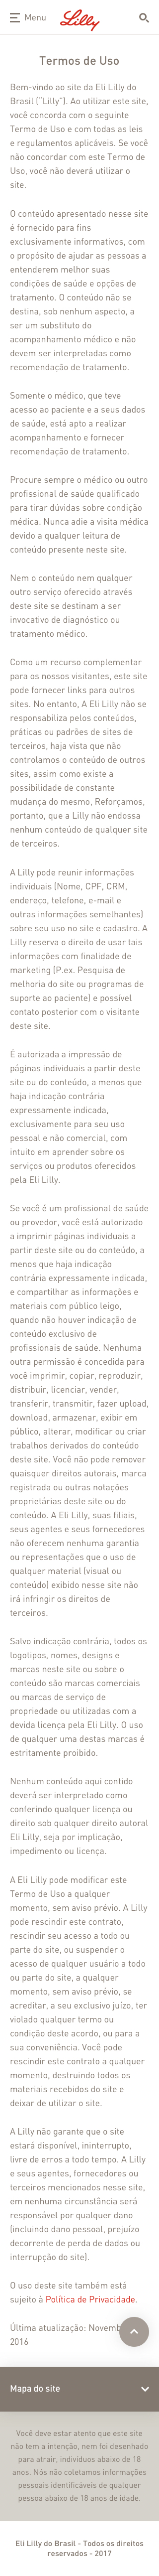 Menu
Lilly
Termos de Uso
Bem-vindo ao site da Eli Lilly do
Brasil ("Lilly"). Ao utilizar este site,
você concorda com o seguinte
Termo de Uso e com todas as leis
e regulamentos aplicáveis. Se você
não concordar com este Termo de
Uso, você não deverá utilizar o
site.
O conteúdo apresentado nesse site
é fornecido para fins
exclusivamente informativos, com
o propósito de ajudar as pessoas a
entenderem melhor suas
condições de saúde e opções de
tratamento. O conteúdo não se
destina, sob nenhum aspecto, a
ser um substituto do
acompanhamento médico e não
devem ser interpretadas como
recomendação de tratamento.
Somente o médico, que teve
acesso ao paciente e a seus dados
de saúde, está apto a realizar
acompanhamento e fornecer
recomendação de tratamento.
Procure sempre o médico ou outro
profissional de saúde qualificado
para tirar dúvidas sobre condição
médica. Nunca adie a visita médica
devido a qualquer leitura de
conteúdo presente neste site.
Nem o conteúdo nem qualquer
outro serviço oferecido através
deste site se destinam a ser
invocativo de diagnóstico ou
tratamento médico.
Como um recurso complementar
para os nossos visitantes, este site
pode fornecer links para outros
sites. No entanto, A Eli Lilly não se
responsabiliza pelos conteúdos,
práticas ou padrões de sites de
terceiros, haja vista que não
controlamos o conteúdo de outros
sites, assim como existe a
possibilidade de constante
mudança do mesmo, Reforçamos,
portanto, que a Lilly não endossa
nenhum conteúdo de qualquer site
de terceiros.
A Lilly pode reunir informações
individuais (Nome, CPF, CRM,
endereço, telefone, e-mail e
outras informações semelhantes)
sobre seu uso no site e cadastro. A
Lilly reserva o direito de usar tais
informações com finalidade de
marketing (P.ex. Pesquisa de
melhoria do site ou programas de
suporte ao paciente) e possível
contato posterior com o visitante
deste site.
É autorizada a impressão de
páginas individuais a partir deste
site ou do conteúdo, a menos que
haja indicação contrária
expressamente indicada,
exclusivamente para seu uso
pessoal e não comercial, com
intuito em aprender sobre os
serviços ou produtos oferecidos
pela Eli Lilly.
Se você é um profissional de saúde
ou provedor, você está autorizado
a imprimir páginas individuais a
partir deste site ou do conteúdo, a
menos que haja indicação
contrária expressamente indicada,
e compartilhar as informações e
materiais com público leigo,
quando não houver indicação de
conteúdo exclusivo de
profissionais de saúde. Nenhuma
outra permissão é concedida para
você imprimir, copiar, reproduzir,
distribuir, licenciar, vender,
transferir, transmitir, fazer upload,
download, armazenar, exibir em
público, alterar, modificar ou criar
trabalhos derivados do conteúdo
deste site. Você não pode remover
quaisquer direitos autorais, marca
registrada ou outras notações
proprietárias deste site ou do
conteúdo. A Eli Lilly, suas filiais,
seus agentes e seus fornecedores
não oferecem nenhuma garantia
ou representações que o uso de
qualquer material (visual ou
conteúdo) exibido nesse site não
irá infringir os direitos de
terceiros.
Salvo indicação contrária, todos os
logotipos, nomes, designs e
marcas neste site ou sobre o
conteúdo são marcas comerciais
ou marcas de serviço de
propriedade ou utilizadas com a
devida licença pela Eli Lilly. O uso
de qualquer uma destas marcas é
estritamente proibido.
Nenhum conteúdo aqui contido
deverá ser interpretado como
conferindo qualquer licença ou
direito sob qualquer direito autoral
Eli Lilly, seja por implicação,
impedimento ou licença.
A Eli Lilly pode modificar este
Termo de Uso a qualquer
momento, sem aviso prévio. A Lilly
pode rescindir este contrato,
rescindir seu acesso a todo ou
parte do site, ou suspender o
acesso de qualquer usuário a todo
ou parte do site, a qualquer
momento, sem aviso prévio, se
acreditar, a seu exclusivo juízo, ter
violado qualquer termo ou
condição deste acordo, ou para a
sua conveniência. Você pode
rescindir este contrato a qualquer
momento, destruindo todos os
materiais recebidos do site e
deixar de utilizar o site.
A Lilly não garante que o site
estará disponível, ininterrupto,
livre de erros a todo tempo. A Lilly
e seus agentes, fornecedores ou
terceiros mencionados nesse site,
em nenhuma circunstância será
responsável por qualquer dano
(incluindo dano pessoal, prejuízo
decorrente de perda de dados ou
interrupção do site).
O uso deste site também está
sujeito à Política de Privacidade.
Última atualização: Novemb
2016
Mapa do site
Você deve estar atento que este site
não tem a intenção, nem foi desenhado
para atrair, indivíduos abaixo de 18
anos. Nós não coletamos informações
pessoais identificáveis de qualquer
pessoa abaixo de 18 anos de idade.
Eli Lilly do Brasil - Todos os direitos
reservados - 2017